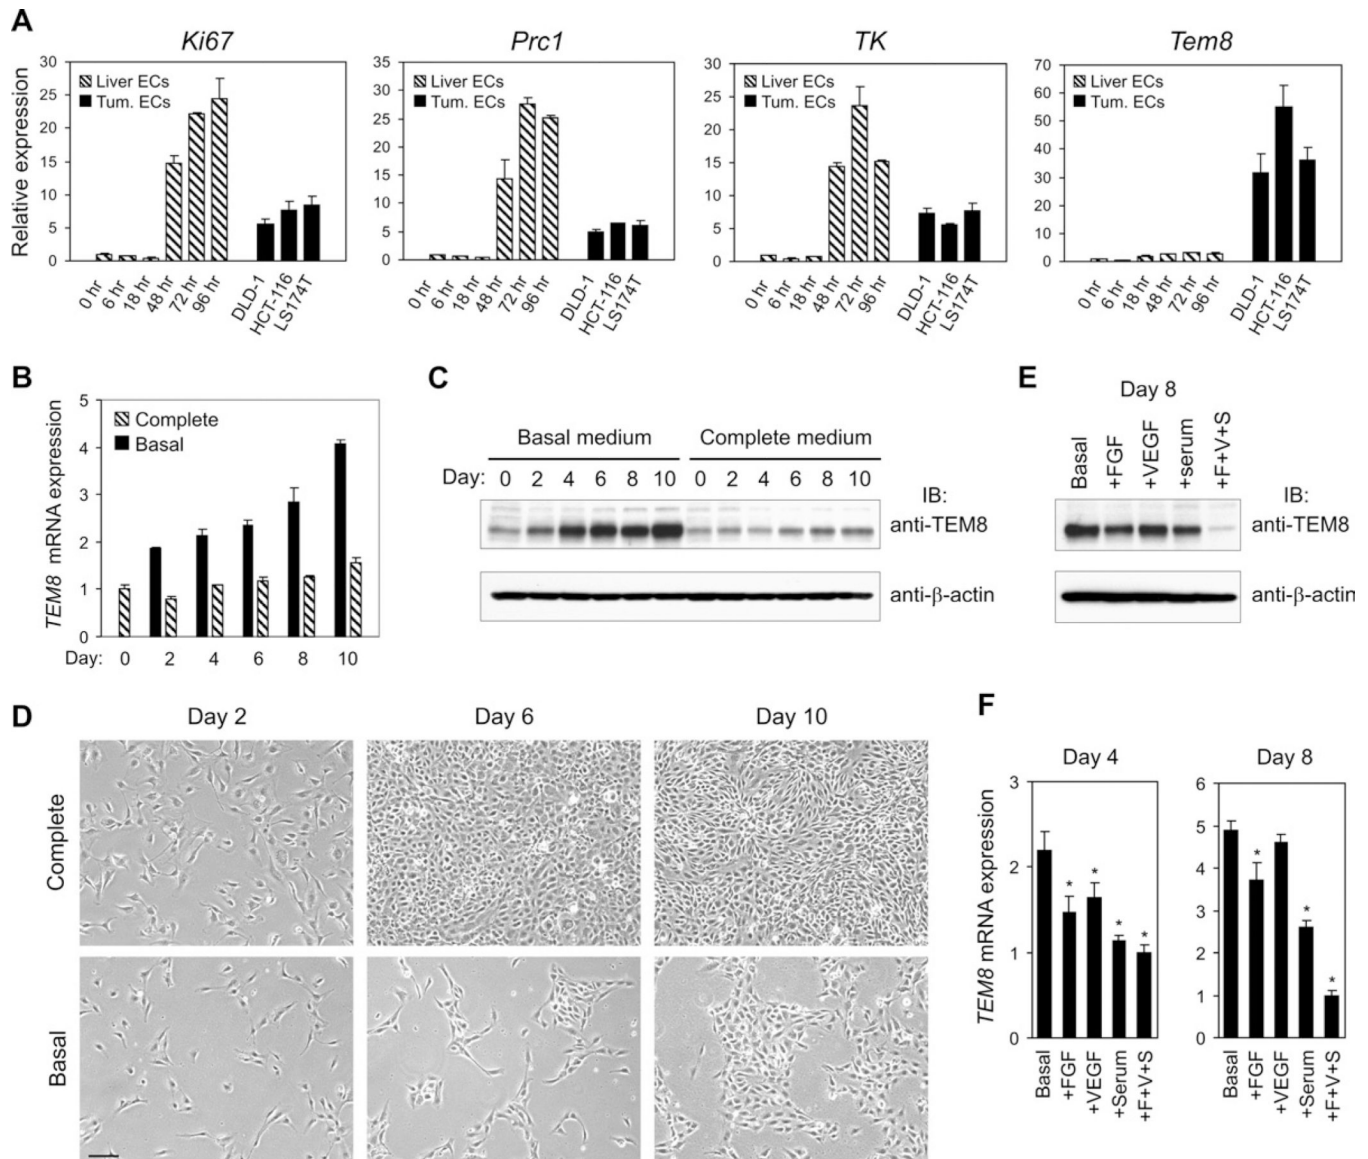 A
Ki67
Prc1
TK
Tem8
Relative expression
30
25
20
15
10
5
0
Liver ECs
Tum. ECs
0 hr
6 hr
18 hr
48 hr
72 hr
96 hr
DLD-1
HCT-116
LS174T
35
30
25
20
15
10
5
0
Liver ECs
Tum. ECs
0 hr
6 hr
18 hr
48 hr
72 hr
96 hr
DLD-1
HCT-116
LS174T
30
25
20
15
10
5
0
Liver ECs
Tum. ECs
0 hr
6 hr
18 hr
48 hr
72 hr
96 hr
DLD-1
HCT-116
LS174T
70
60
50
40
30
20
10
0
Liver ECs
Tum. ECs
0 hr
6 hr
18 hr
48 hr
72 hr
96 hr
DLD-1
HCT-116
LS174T
B
TEM8 mRNA expression
5
4
3
2
1
0
Complete
Basal
Day: 0 2 4 6 8 10
C
Basal medium Complete medium
Day: 0 2 4 6 8 10 0 2 4 6 8 10
IB:
anti-TEM8
anti-β-actin
E
Day 8
Basal
+FGF
+VEGF
+serum
+F+V+S
IB:
anti-TEM8
anti-β-actin
D
Day 2 Day 6 Day 10
Complete
Basal
F
Day 4
TEM8 mRNA expression
3
2
1
0
* * * *
Basal
+FGF
+VEGF
+Serum
+F+V+S
Day 8
6
5
4
3
2
1
0
* * *
Basal
+FGF
+VEGF
+Serum
+F+V+S